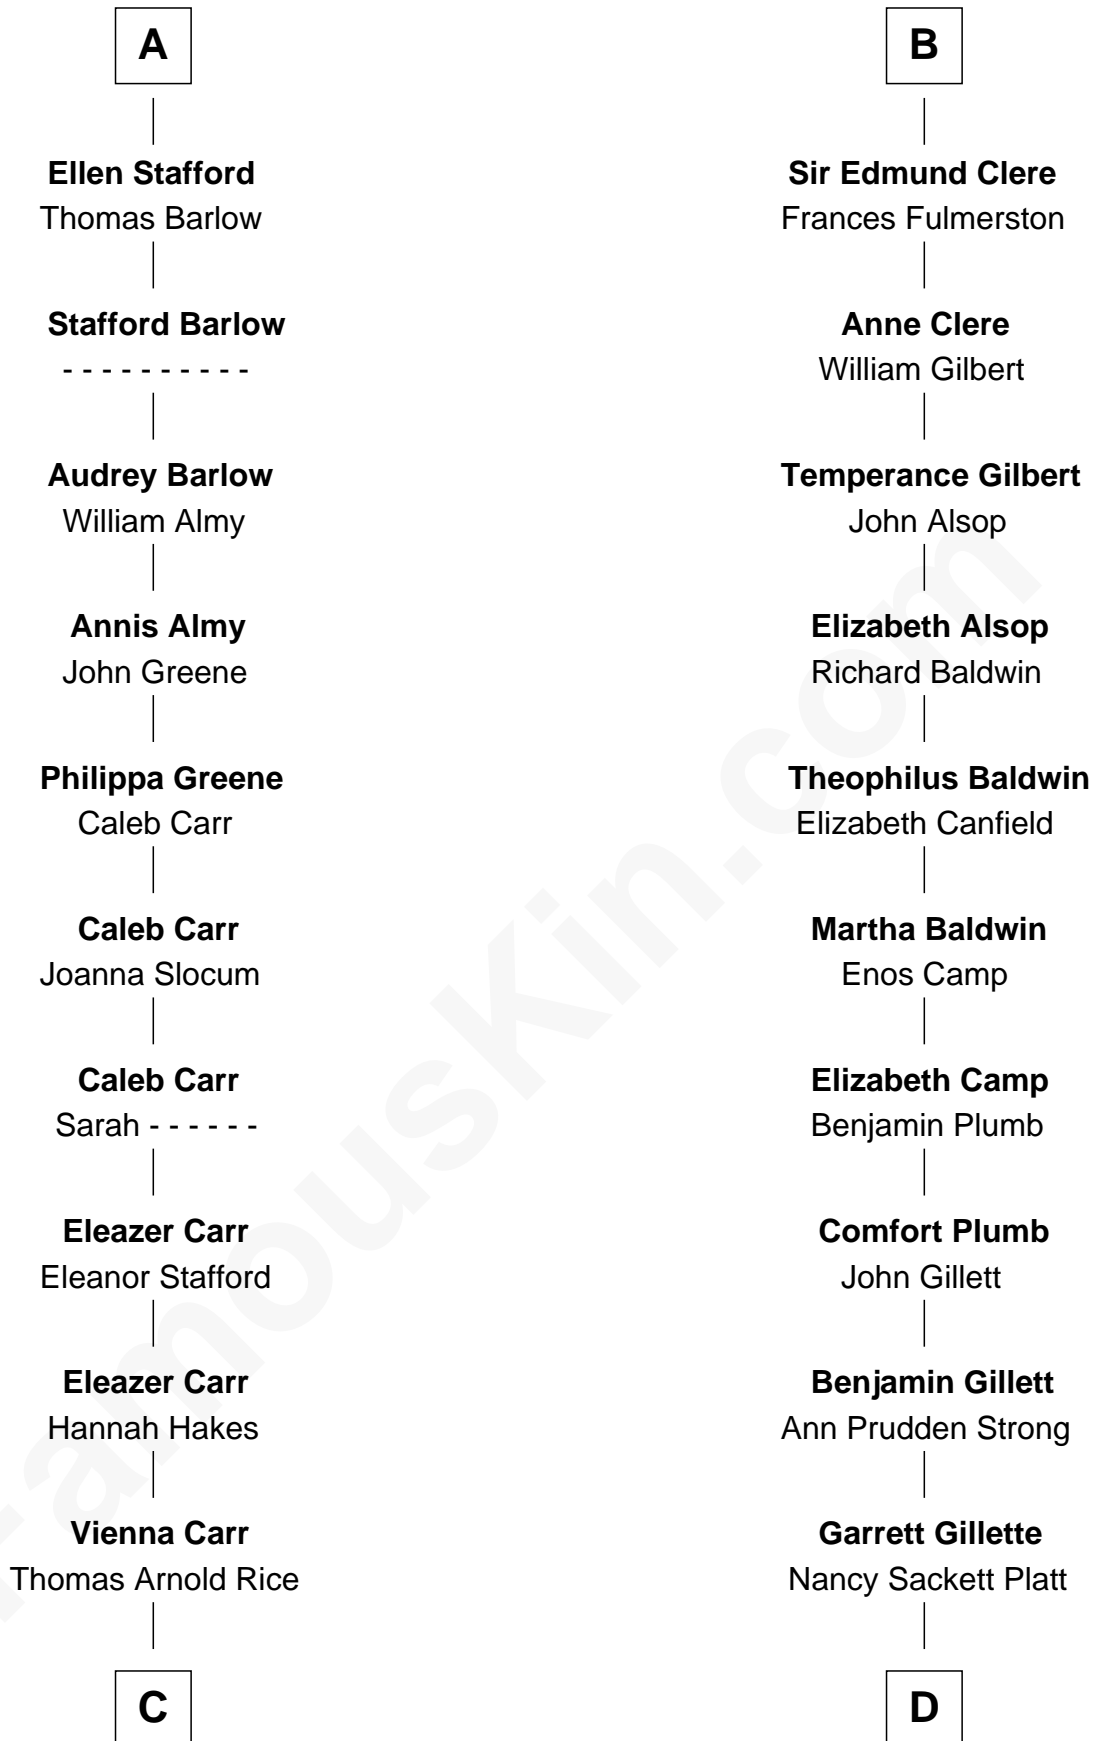 A
Ellen Stafford
Thomas Barlow
Stafford Barlow
- - - - - - - - - -
Audrey Barlow
William Almy
Annis Almy
John Greene
Philippa Greene
Caleb Carr
Caleb Carr
Joanna Slocum
Caleb Carr
Sarah - - - - - -
Eleazer Carr
Eleanor Stafford
Eleazer Carr
Hannah Hakes
Vienna Carr
Thomas Arnold Rice
C
B
Sir Edmund Clere
Frances Fulmerston
Anne Clere
William Gilbert
Temperance Gilbert
John Alsop
Elizabeth Alsop
Richard Baldwin
Theophilus Baldwin
Elizabeth Canfield
Martha Baldwin
Enos Camp
Elizabeth Camp
Benjamin Plumb
Comfort Plumb
John Gillett
Benjamin Gillett
Ann Prudden Strong
Garrett Gillette
Nancy Sackett Platt
D
FamousKin.com